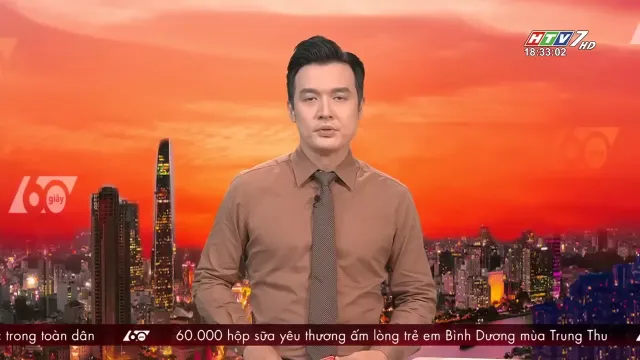 HTV7 HD
18:33:02
60 giây
trong toàn dân 60 60.000 hộp sữa yêu thương ấm lòng trẻ em Bình Dương mùa Trung Thu